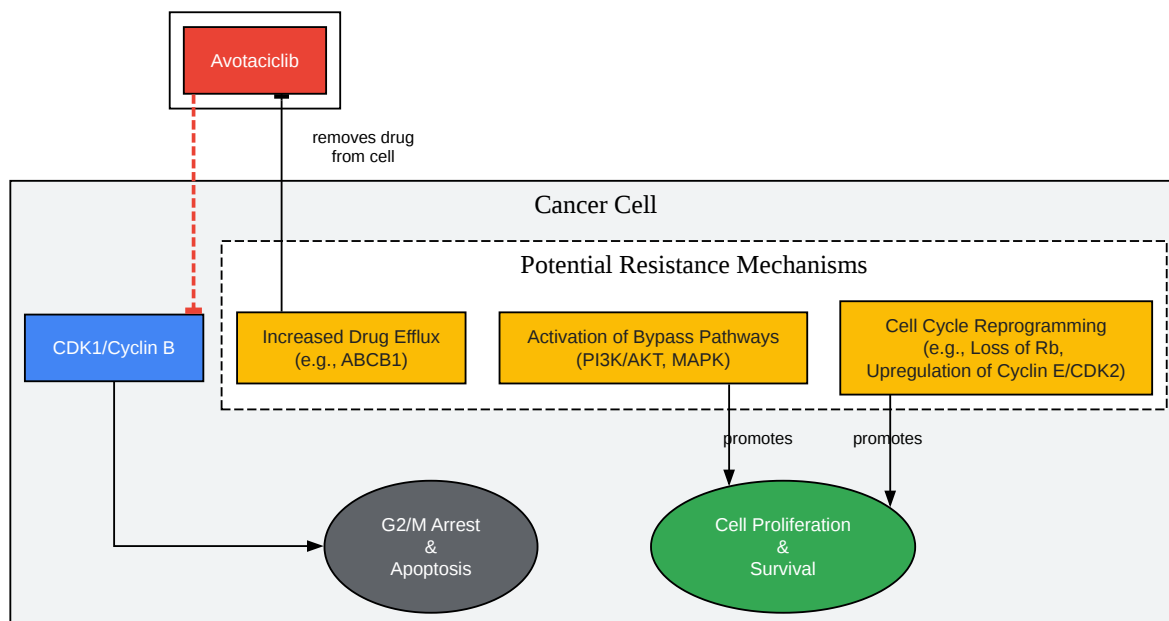 Avotaciclib
removes drug
from cell
Cancer Cell
Potential Resistance Mechanisms
CDK1/Cyclin B
Increased Drug Efflux
(e.g., ABCB1)
Activation of Bypass Pathways
(PI3K/AKT, MAPK)
Cell Cycle Reprogramming
(e.g., Loss of Rb,
Upregulation of Cyclin E/CDK2)
promotes
promotes
G2/M Arrest
&
Apoptosis
Cell Proliferation
&
Survival